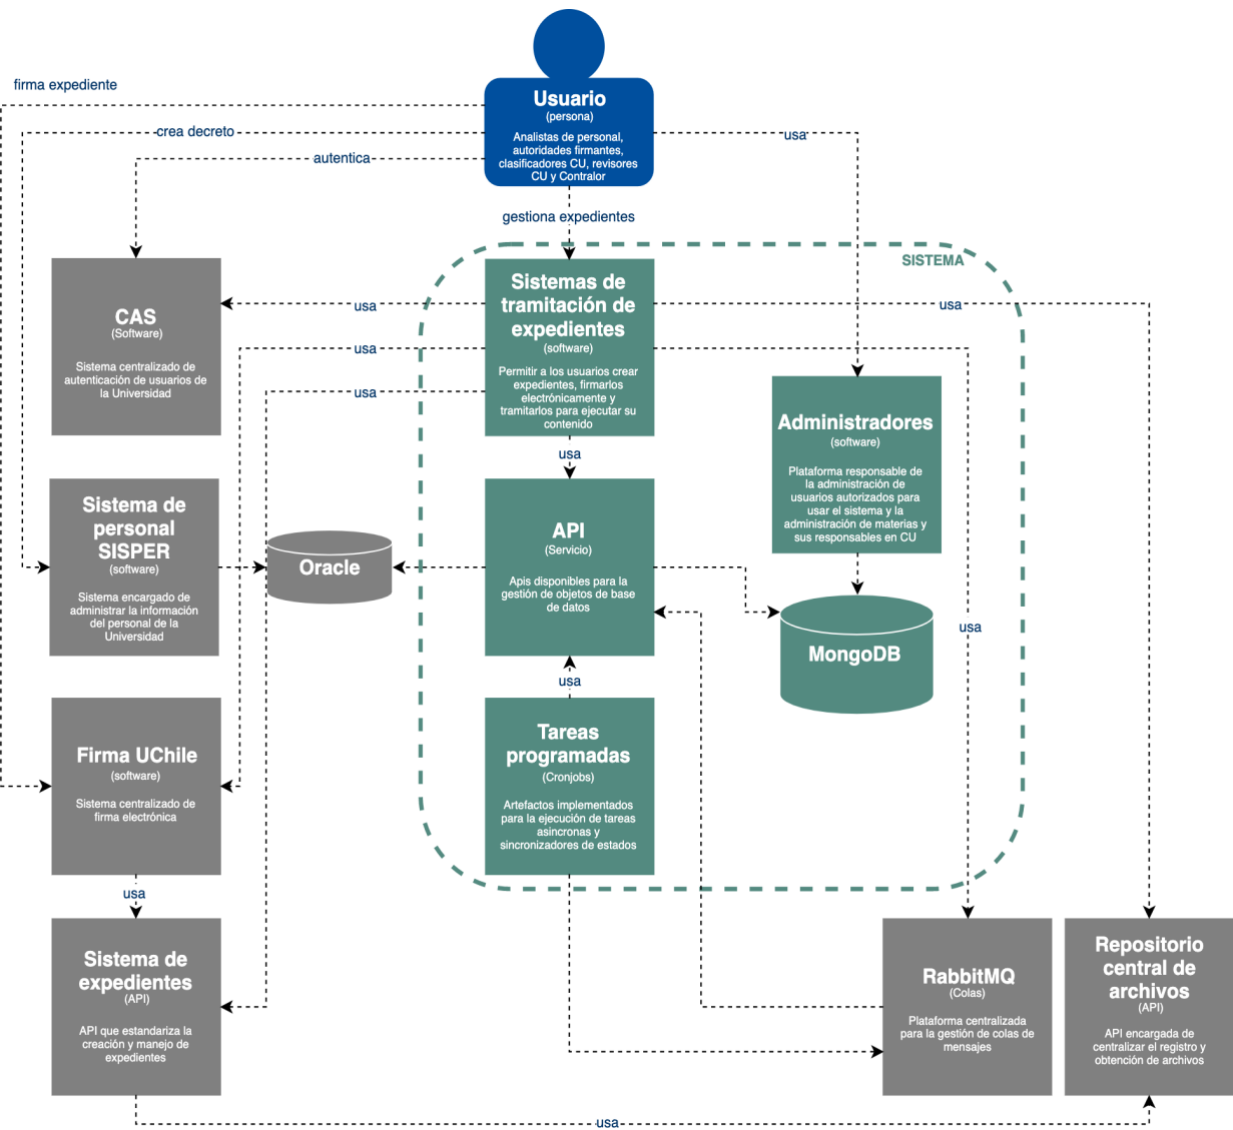 firma expediente
crea decreto
autentica
Usuario
(persona)
Analistas de personal,
autoridades firmantes,
clasificadores CU, revisores
CU y Contralor
usa
gestiona expedientes
SISTEMA
CAS
(Software)
Sistema centralizado de
autenticación de usuarios de
la Universidad
usa
usa
usa
Sistemas de
tramitación de
expedientes
(software)
Permitir a los usuarios crear
expedientes, firmarlos
electrónicamente y
tramitarlos para ejecutar su
contenido
usa
usa
Administradores
(software)
Plataforma responsable de
la administración de
usuarios autorizados para
usar el sistema y la
administración de materias y
sus responsables en CU
Sistema de
personal
SISPER
(software)
Sistema encargado de
administrar la información
del personal de la
Universidad
Oracle
API
(Servicio)
Apis disponibles para la
gestión de objetos de base
de datos
MongoDB
usa
usa
Firma UChile
(software)
Sistema centralizado de
firma electrónica
Tareas
programadas
(Cronjobs)
Artefactos implementados
para la ejecución de tareas
asincronas y
sincronizadores de estados
usa
Sistema de
expedientes
(API)
API que estandariza la
creación y manejo de
expedientes
RabbitMQ
(Colas)
Plataforma centralizada
para la gestión de colas de
mensajes
Repositorio
central de
archivos
(API)
API encargada de
centralizar el registro y
obtención de archivos
usa